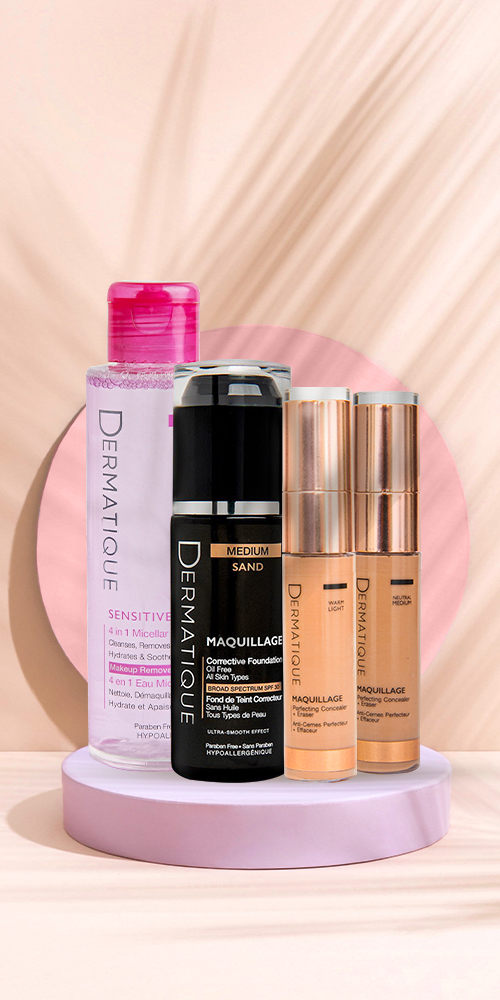 DERMATIQUE
SENSITIVE
4 in 1 Micellar
Cleanses, Removes
Hydrates & Soothe
Makeup Remove
4 en 1 Eau Mic
Nettoie, Démaquill
Hydrate et Apaise
Paraben Fre
HYPOAL
MEDIUM
SAND
DERMATIQUE
MAQUILLAGE
Corrective Foundation
Oil Free
All Skin Types
BROAD SPECTRUM SPF 30
Fond de Teint Correcteur
Sans Huile
Tous Types de Peau
ULTRA-SMOOTH EFFECT
Paraben Free • Sans Paraben
HYPOALLERGÉNIQUE
WARM
LIGHT
DERMATIQUE
MAQUILLAGE
Perfecting Concealer
+ Eraser
Anti-Cernes Perfecteur
+ Effaceur
NEUTRAL
MEDIUM
DERMATIQUE
MAQUILLAGE
Perfecting Concealer
+ Eraser
Anti-Cernes Perfecteur
+ Effaceur